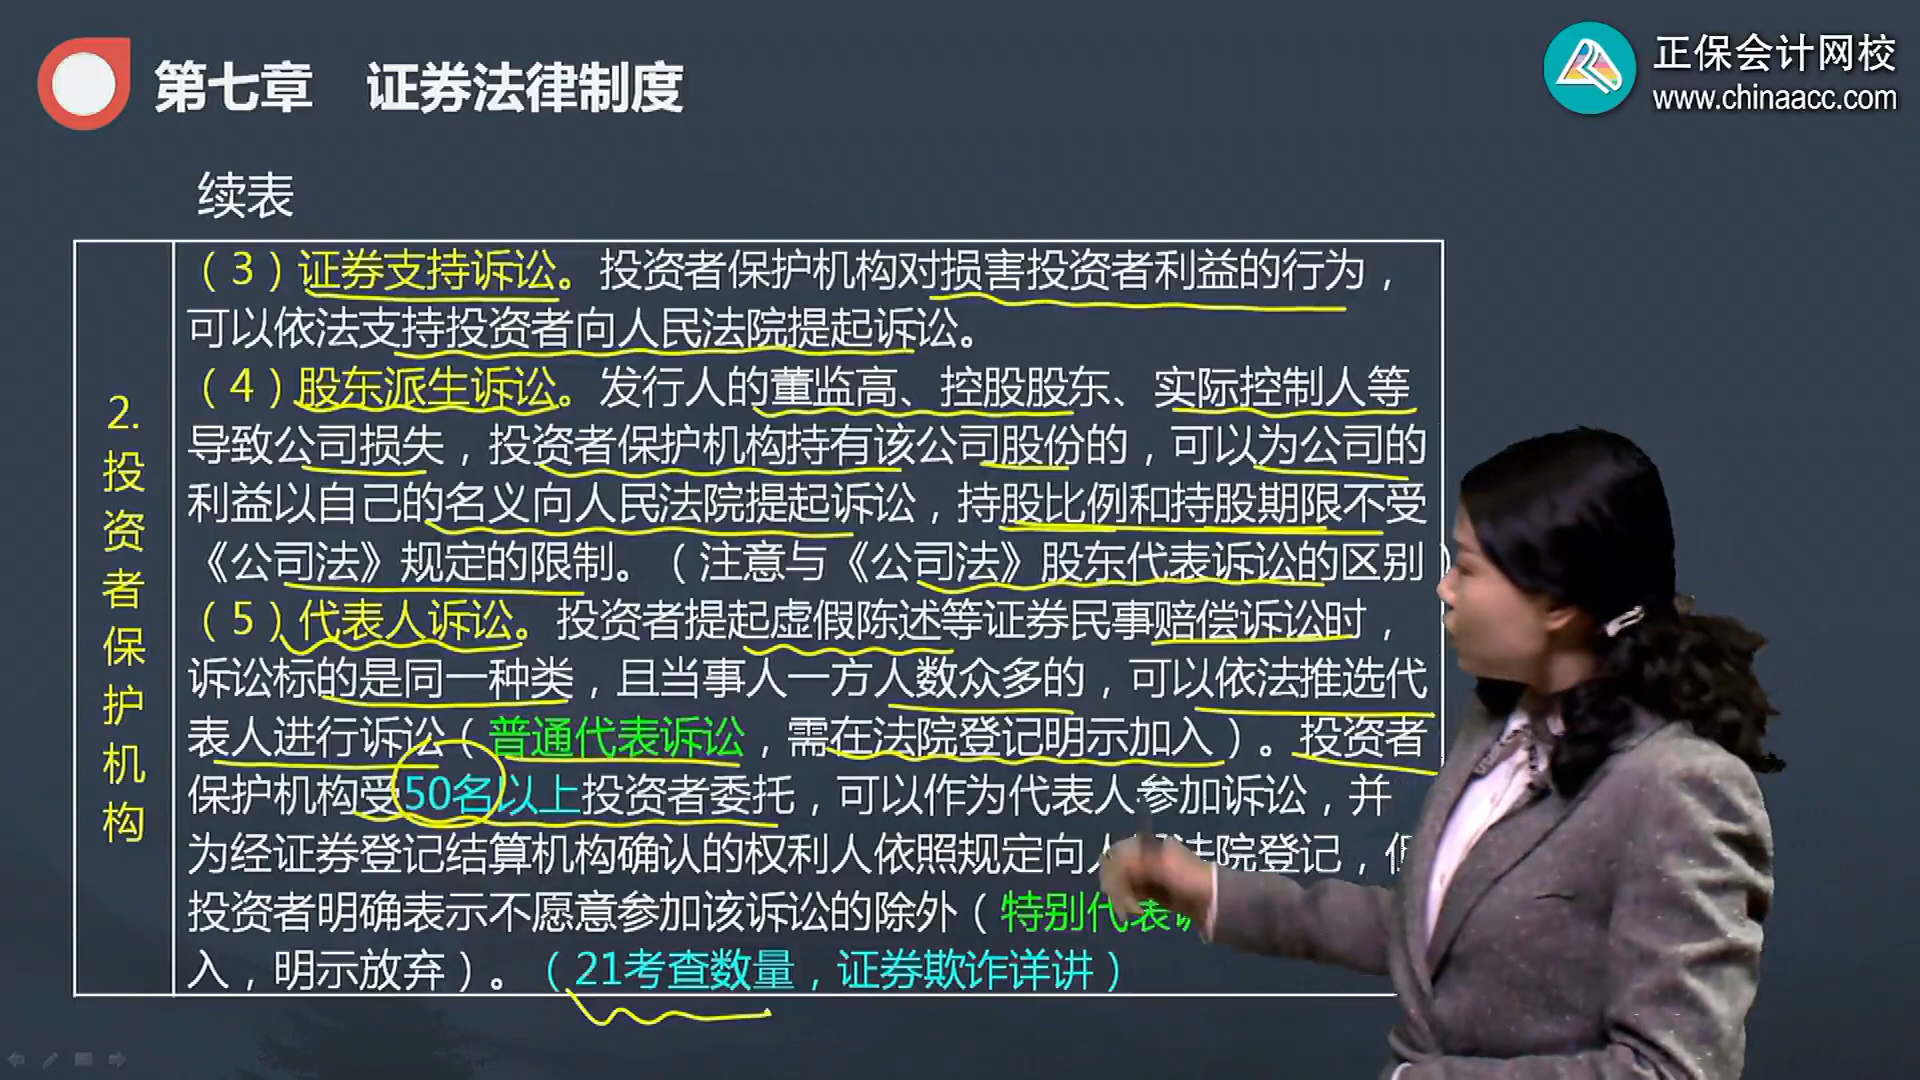 第七章 证券法律制度
正保会计网校
www.chinaacc.com
续表
2.投资者保护机构
（3）证券支持诉讼。投资者保护机构对损害投资者利益的行为，
可以依法支持投资者向人民法院提起诉讼。
（4）股东派生诉讼。发行人的董监高、控股股东、实际控制人等
导致公司损失，投资者保护机构持有该公司股份的，可以为公司的
利益以自己的名义向人民法院提起诉讼，持股比例和持股期限不受
《公司法》规定的限制。（注意与《公司法》股东代表诉讼的区别）
（5）代表人诉讼。投资者提起虚假陈述等证券民事赔偿诉讼时，
诉讼标的是同一种类，且当事人一方人数众多的，可以依法推选代
表人进行诉讼（普通代表诉讼，需在法院登记明示加入）。投资者
保护机构受50名以上投资者委托，可以作为代表人参加诉讼，并
为经证券登记结算机构确认的权利人依照规定向人 法院登记，但
投资者明确表示不愿意参加该诉讼的除外（特别代表
入，明示放弃）。（21考查数量，证券欺诈详讲）